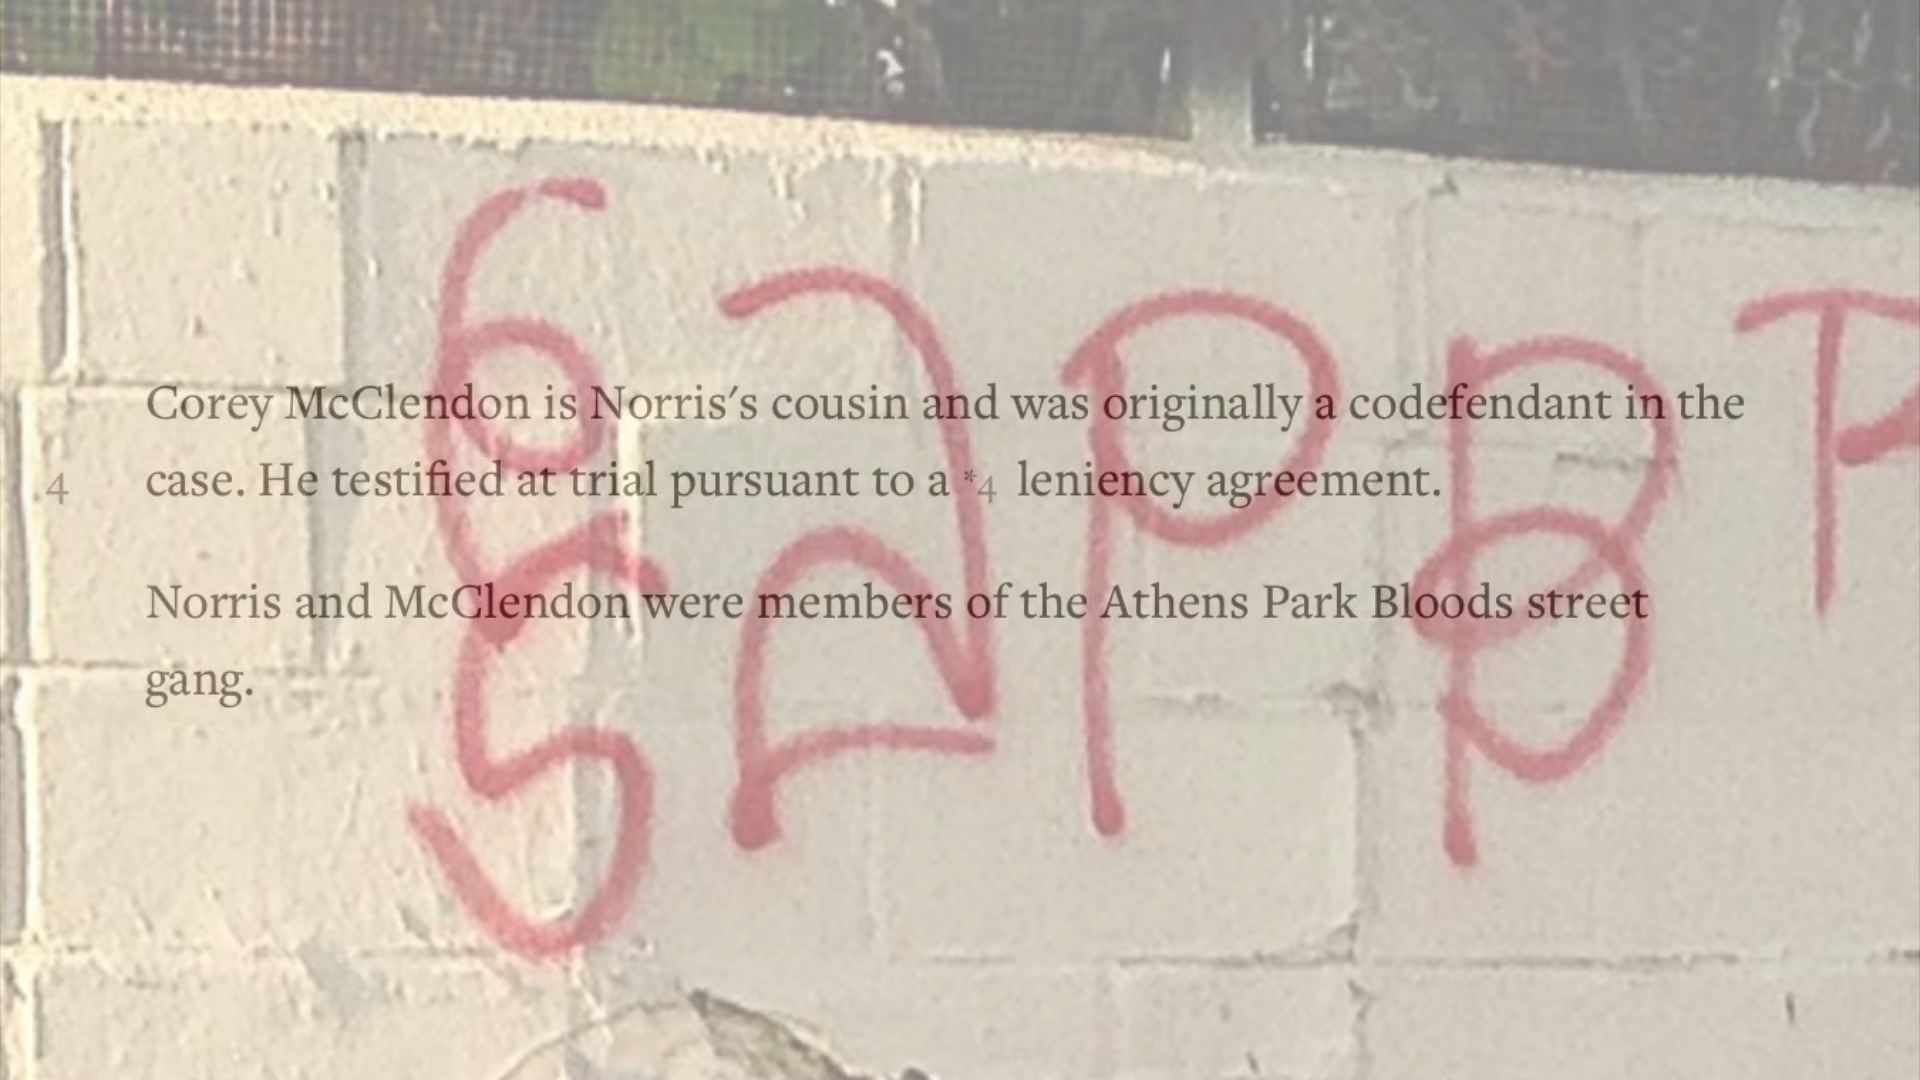 Corey McClendon is Norris's cousin and was originally a codefendant in the
4 case. He testified at trial pursuant to a *4 leniency agreement.
Norris and McClendon were members of the Athens Park Bloods street
gang.